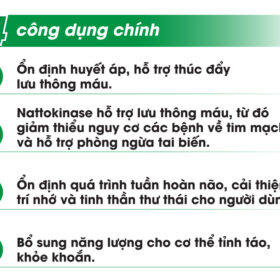 4 công dụng chính
Ổn định huyết áp, hỗ trợ thúc đẩy
lưu thông máu.
Nattokinase hỗ trợ lưu thông máu, từ đó
giảm thiểu nguy cơ các bệnh về tim mạch
và hỗ trợ phòng ngừa tai biến.
Ổn định quá trình tuần hoàn não, cải thiện
trí nhớ và tinh thần thư thái cho người dùn
Bổ sung năng lượng cho cơ thể tỉnh táo,
khỏe khoắn.